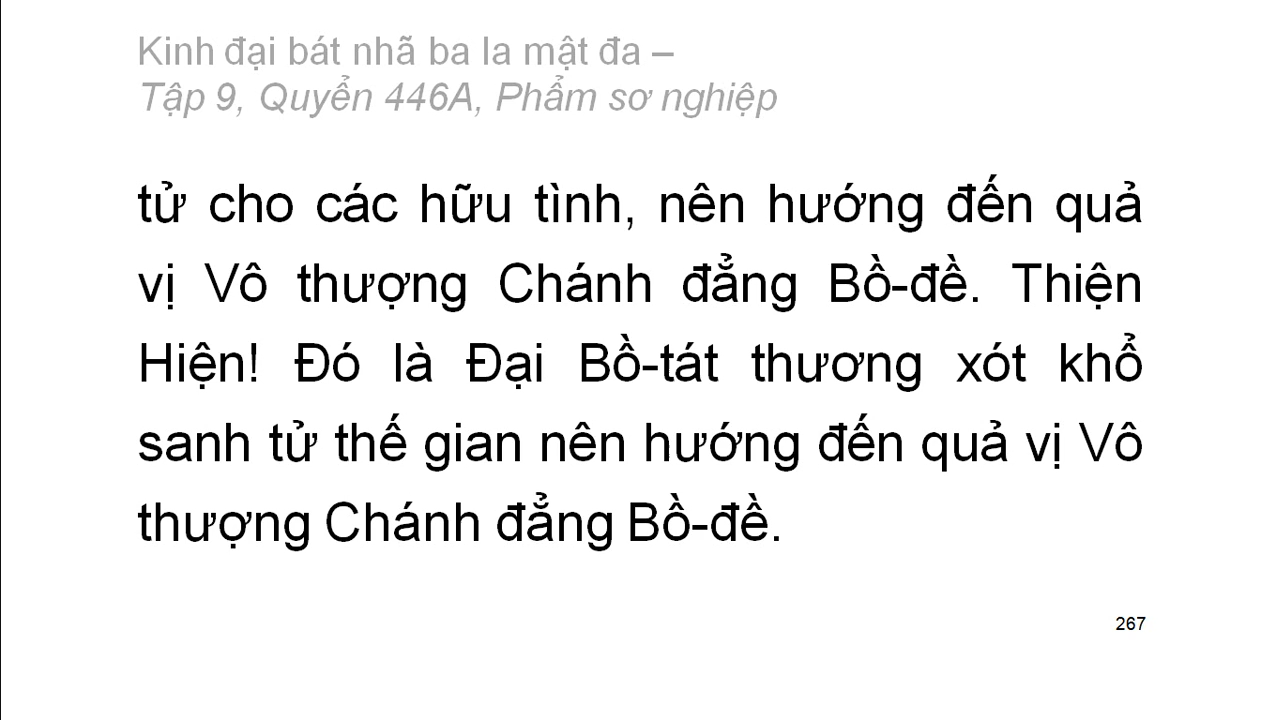 Kinh đại bát nhã ba la mật đa –
Tập 9, Quyển 446A, Phẩm sơ nghiệp
tử cho các hữu tình, nên hướng đến quả
vị Vô thượng Chánh đẳng Bồ-đề. Thiện
Hiện! Đó là Đại Bồ-tát thương xót khổ
sanh tử thế gian nên hướng đến quả vị Vô
thượng Chánh đẳng Bồ-đề.
267